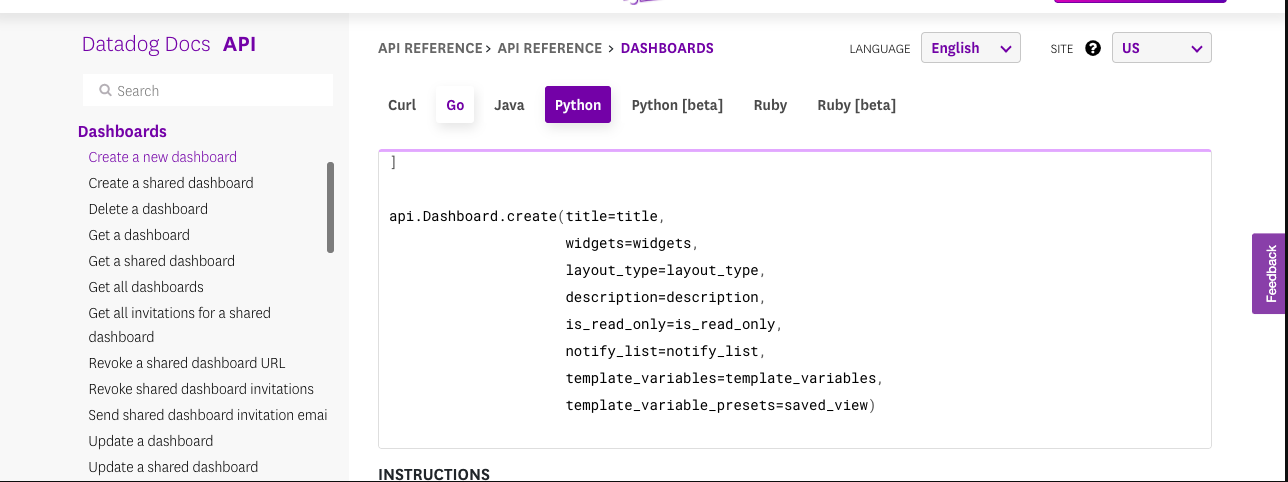 Datadog Docs API
Search
Dashboards
Create a new dashboard
Create a shared dashboard
Delete a dashboard
Get a dashboard
Get a shared dashboard
Get all dashboards
Get all invitations for a shared
dashboard
Revoke a shared dashboard URL
Revoke shared dashboard invitations
Send shared dashboard invitation emai
Update a dashboard
Update a shared dashboard
API REFERENCE > API REFERENCE > DASHBOARDS
LANGUAGE English SITE ? US
Curl Go Java Python Python [beta] Ruby Ruby [beta]
]
api.Dashboard.create(title=title,
widgets=widgets,
layout_type=layout_type,
description=description,
is_read_only=is_read_only,
notify_list=notify_list,
template_variables=template_variables,
template_variable_presets=saved_view)
INSTRUCTIONS
Feedback